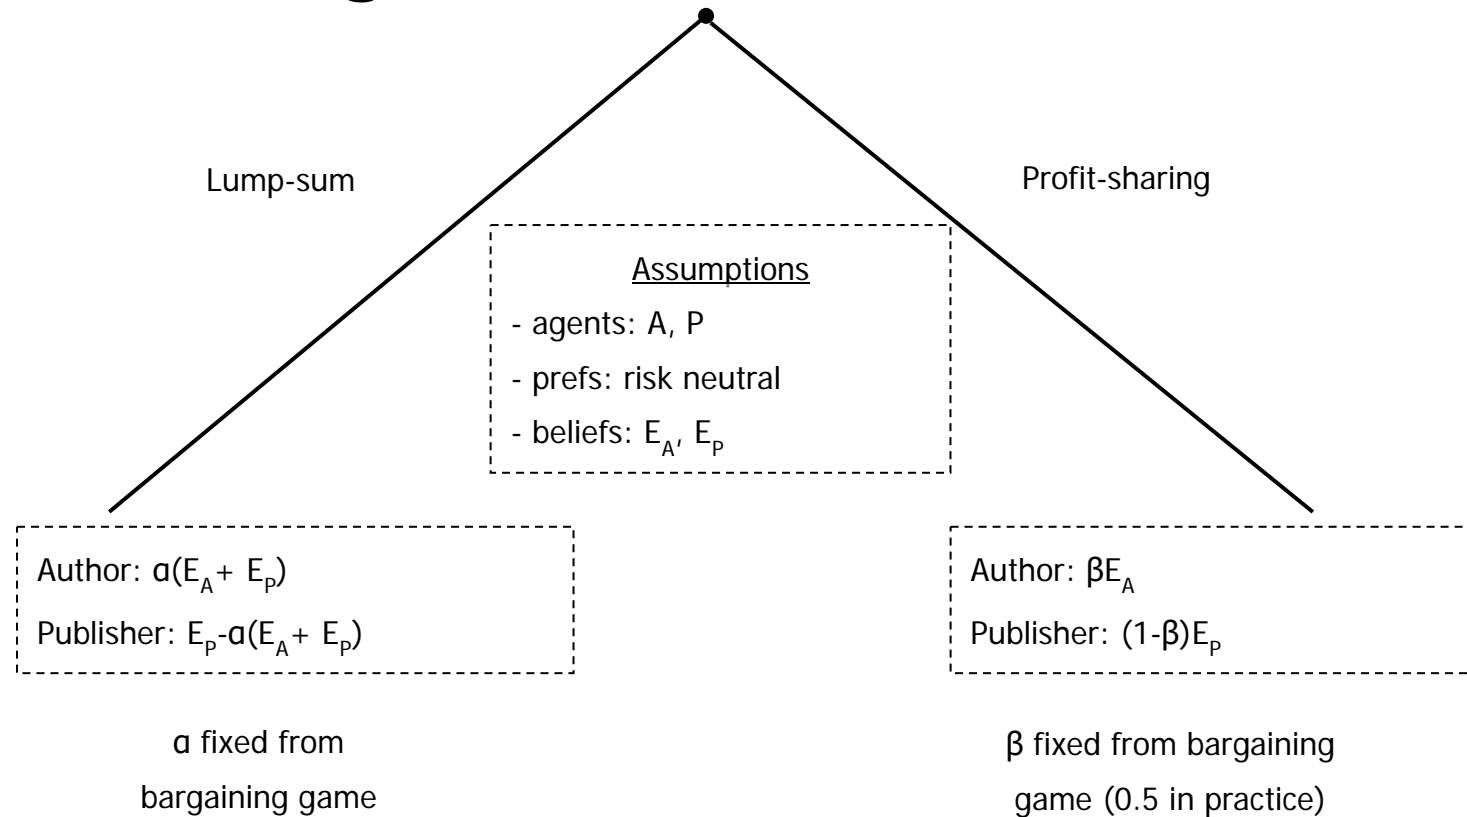 Lump-sum
Profit-sharing
Assumptions
- agents: A, P
- prefs: risk neutral
- beliefs: E_A, E_P
Author: α(E_A+ E_P)
Publisher: E_P-α(E_A+ E_P)
Author: βE_A
Publisher: (1-β)E_P
α fixed from
bargaining game
β fixed from bargaining
game (0.5 in practice)